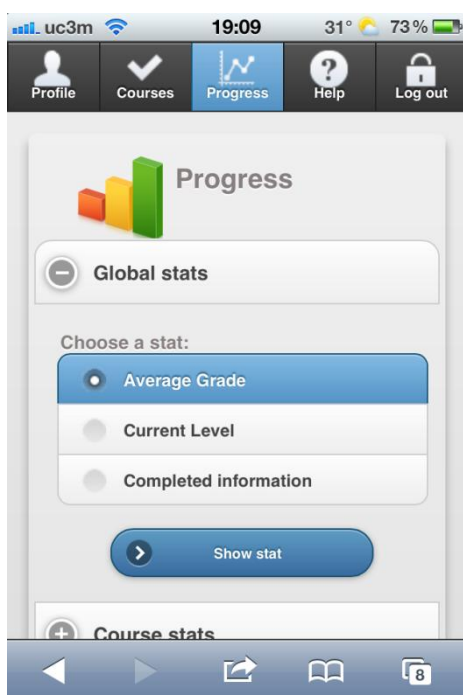 uc3m 19:09 31° 73%
Profile Courses Progress Help Log out
Progress
Global stats
Choose a stat:
Average Grade
Current Level
Completed information
Show stat
Course stats
8